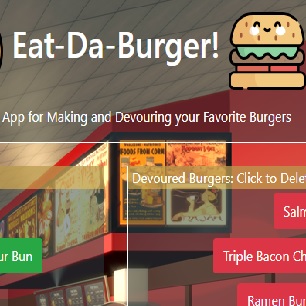 Eat-Da-Burger!
App for Making and Devouring your Favorite Burgers
Devoured Burgers: Click to Dele
Salm
ur Bun
Triple Bacon Ch
Ramen Bur